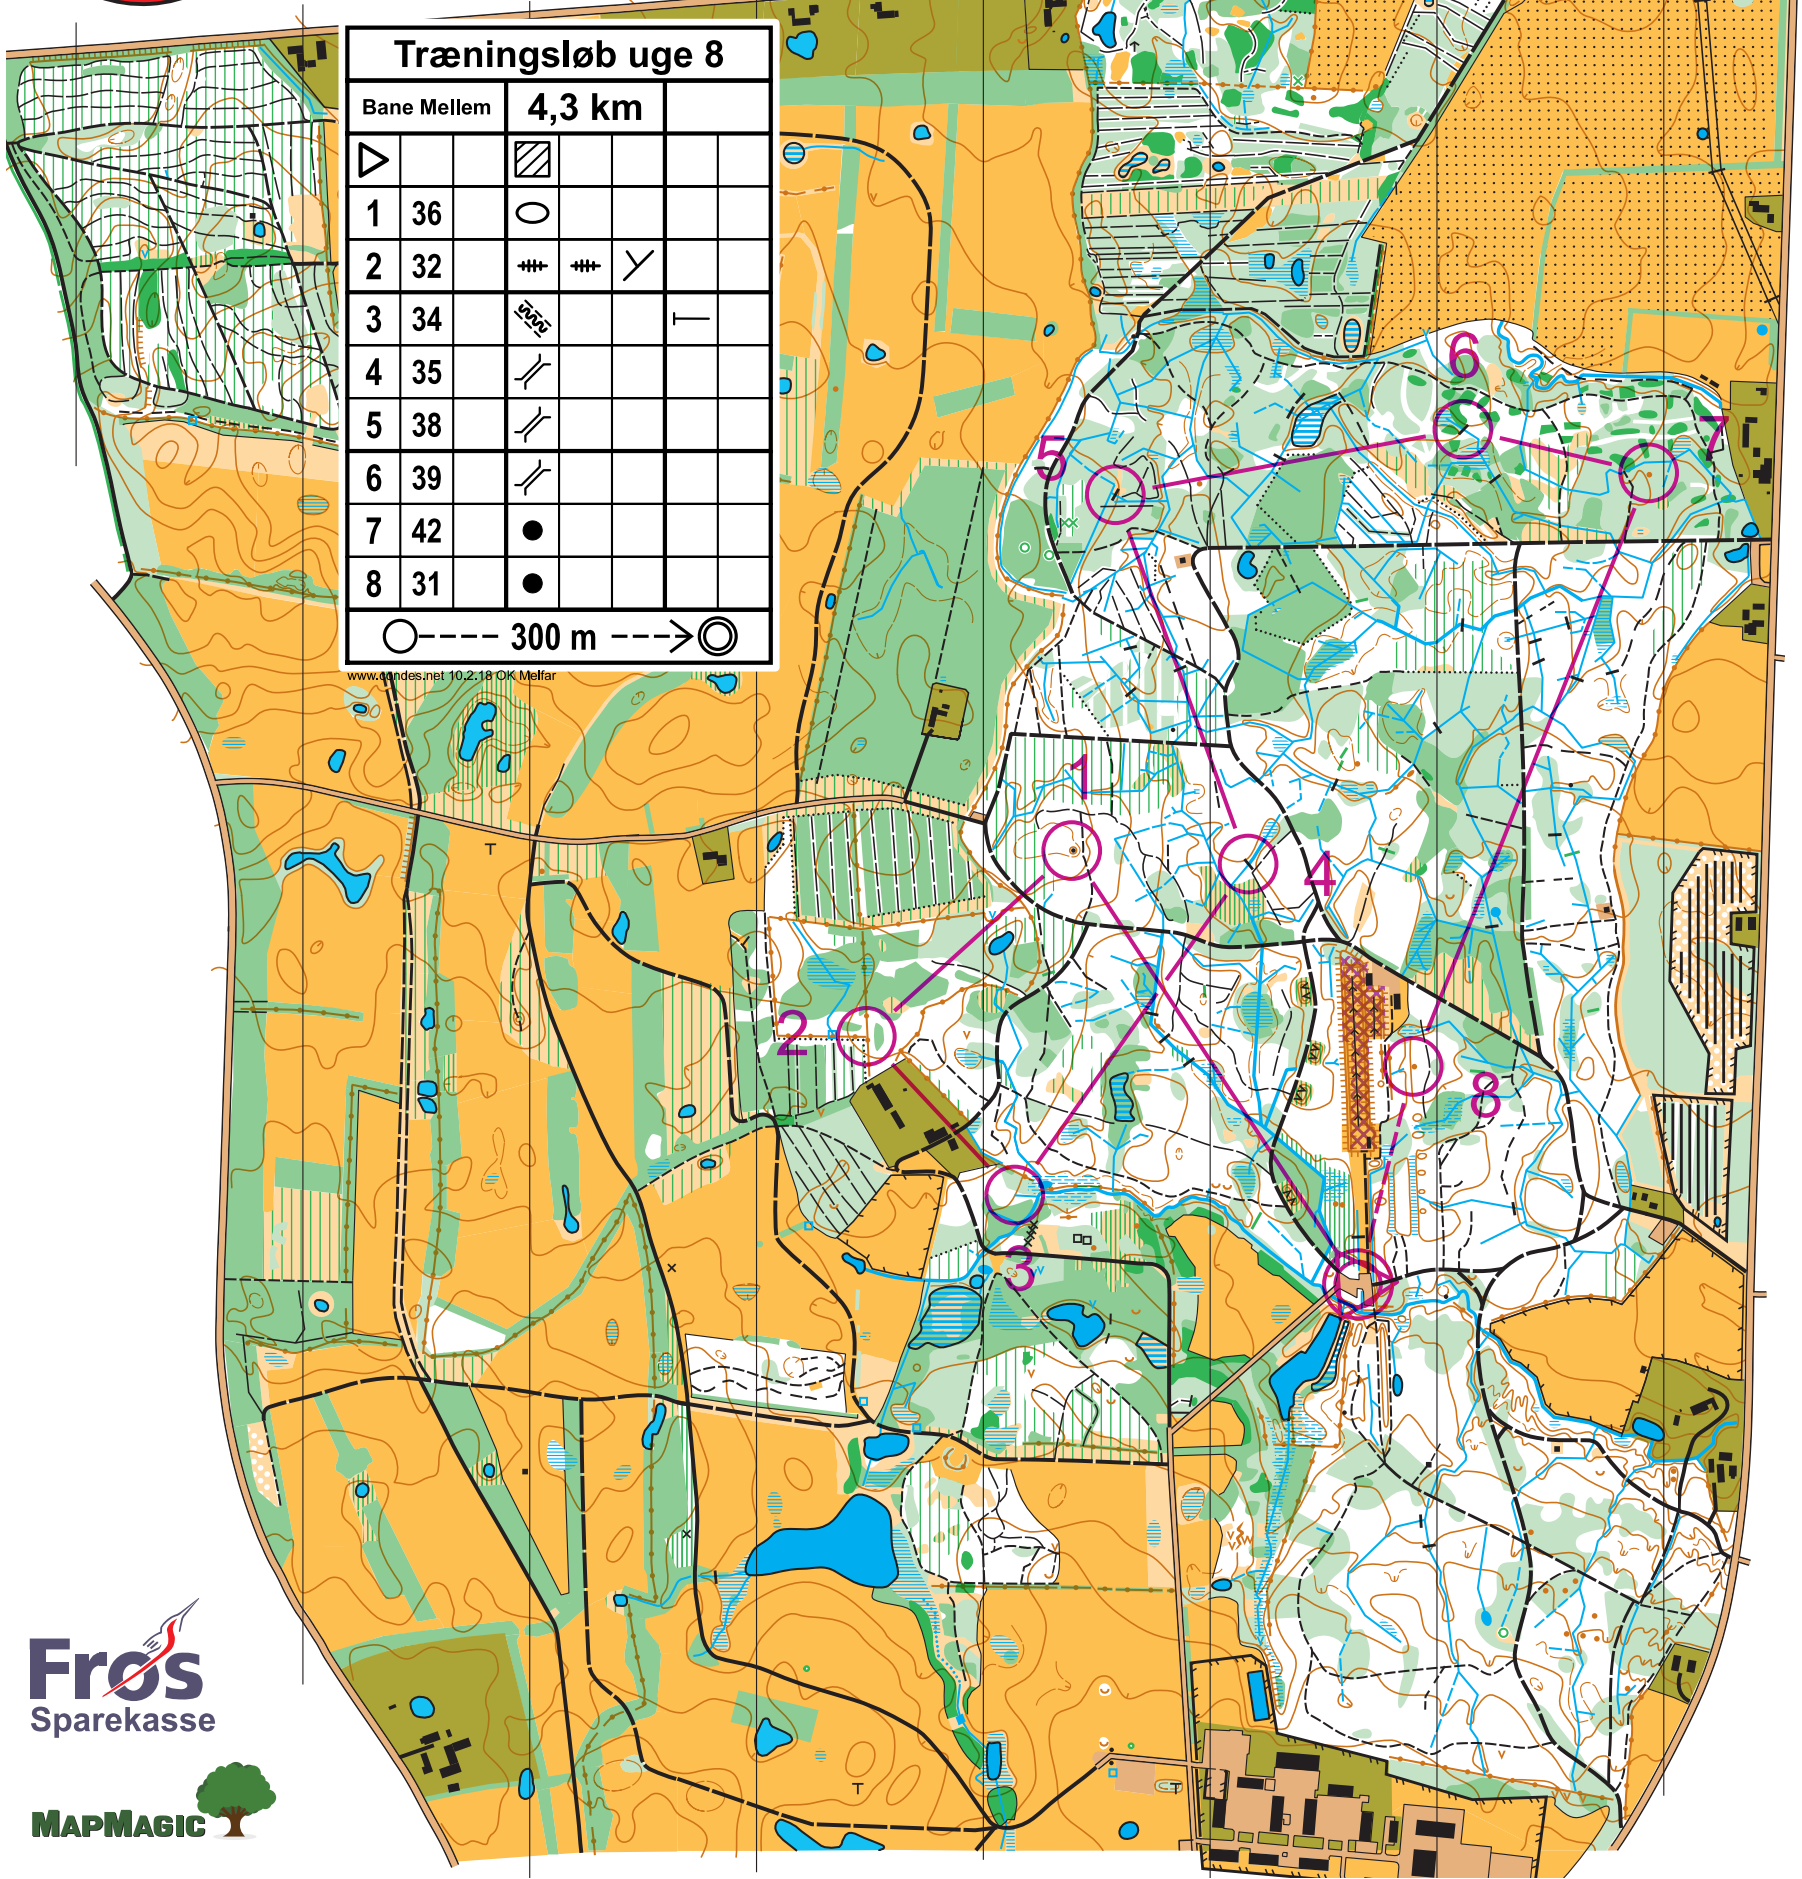 Træningsløb uge 8
Bane Mellem 4,3 km
1 36
2 32
3 34
4 35
5 38
6 39
7 42
8 31
300 m
www.condes.net 10.2.18 OK Melfar
6
7
5
1
4
2
8
3
Frøs
Sparekasse
MAPMAGIC